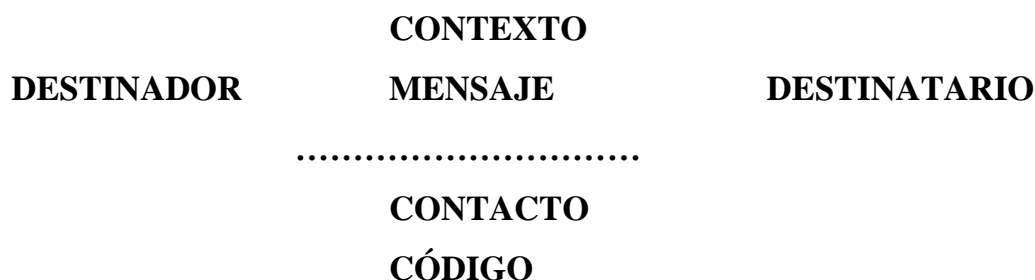 CONTEXTO
DESTINADOR MENSAJE DESTINATARIO
……………………………
CONTACTO
CÓDIGO